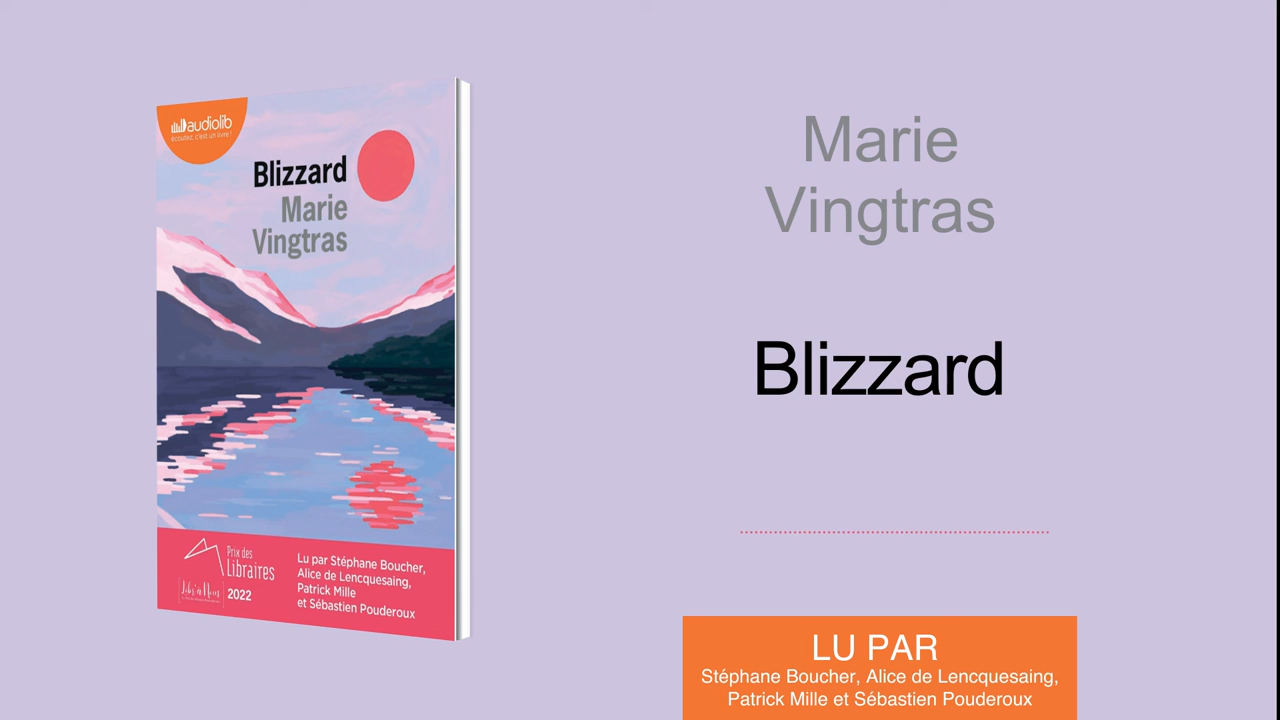 audiolib
écoutez, c'est un livre !
Blizzard
Marie
Vingtras
Prix des
Libraires
2022
Lu par Stéphane Boucher,
Alice de Lencquesaing,
Patrick Mille
et Sébastien Pouderoux
Marie
Vingtras
Blizzard
LU PAR
Stéphane Boucher, Alice de Lencquesaing,
Patrick Mille et Sébastien Pouderoux